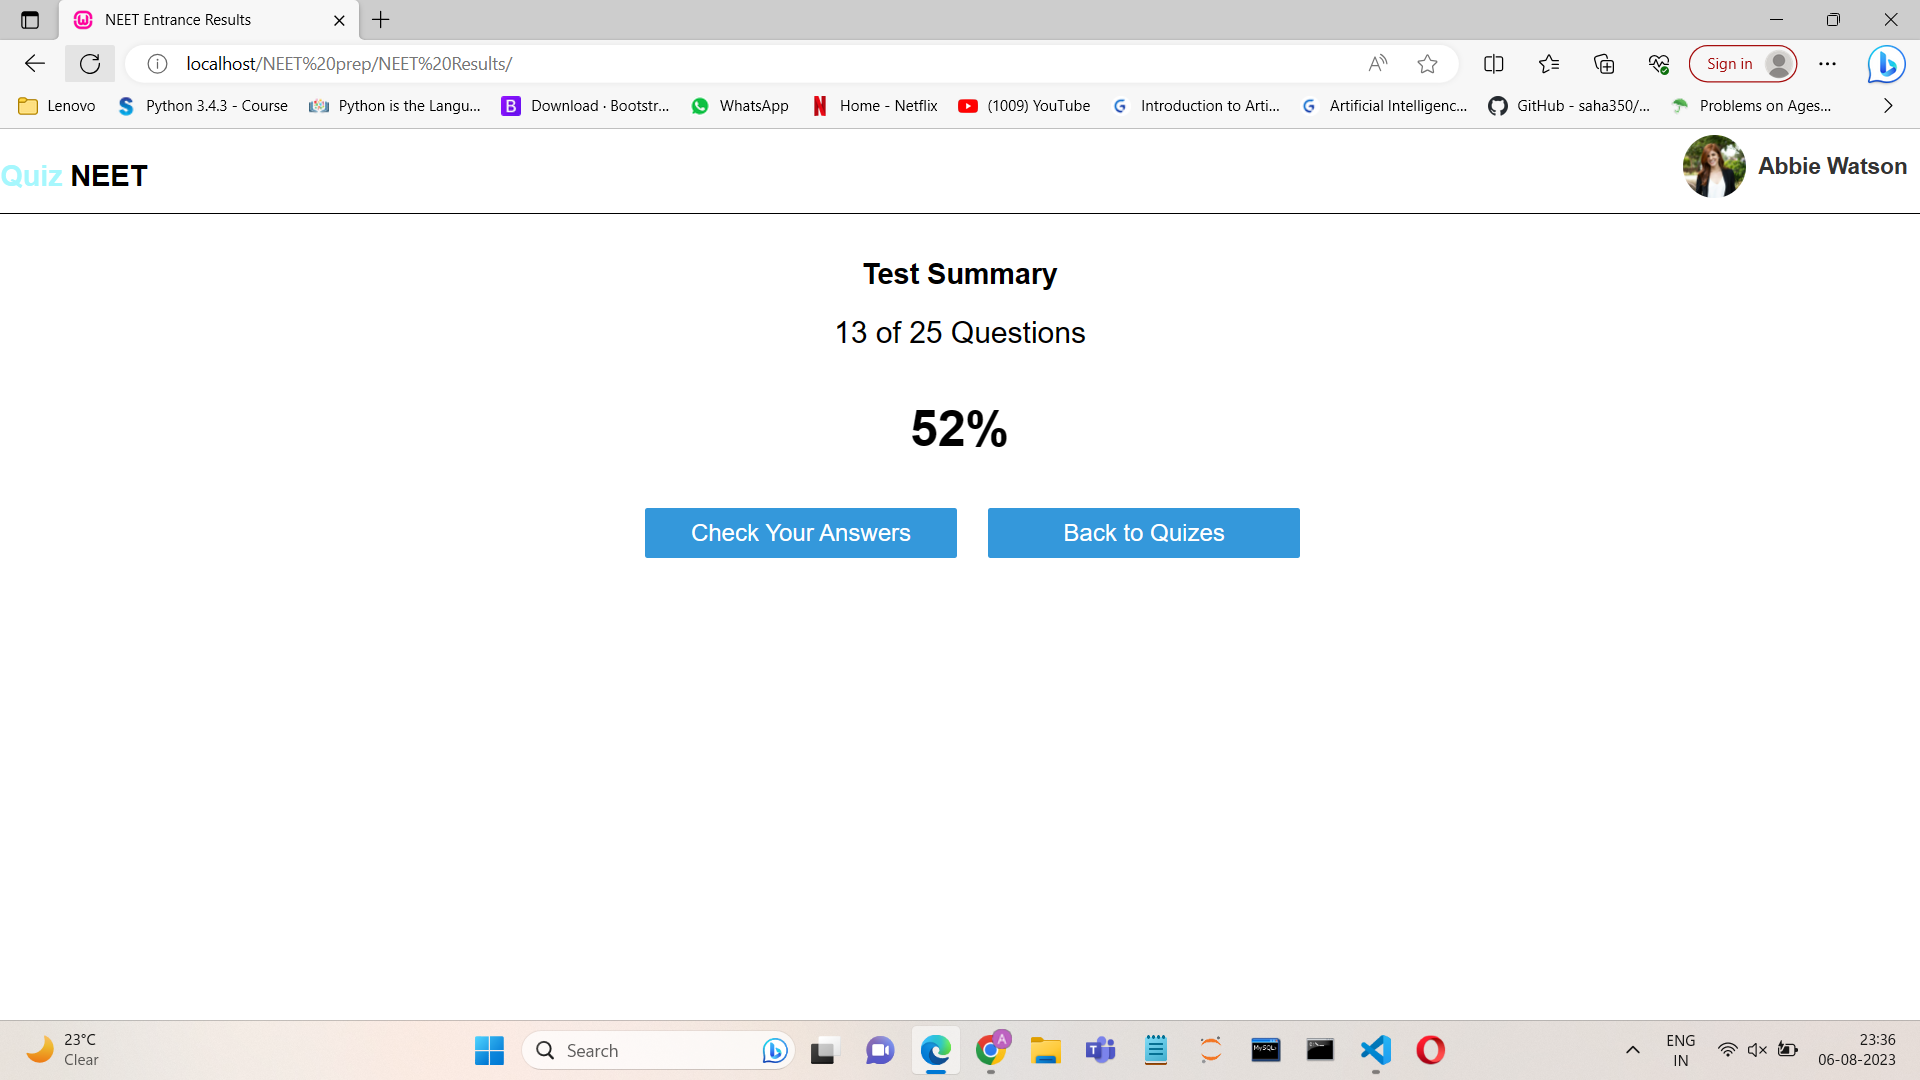 NEET Entrance Results
localhost/NEET%20prep/NEET%20Results/
Sign in
Lenovo
Python 3.4.3 - Course
Python is the Langu...
Download · Bootstr...
WhatsApp
Home - Netflix
(1009) YouTube
Introduction to Arti...
Artificial Intelligenc...
GitHub - saha350/...
Problems on Ages...
Quiz NEET
Abbie Watson
Test Summary
13 of 25 Questions
52%
Check Your Answers
Back to Quizes
23°C
Clear
Search
A
MySQL
ENG
IN
23:36
06-08-2023